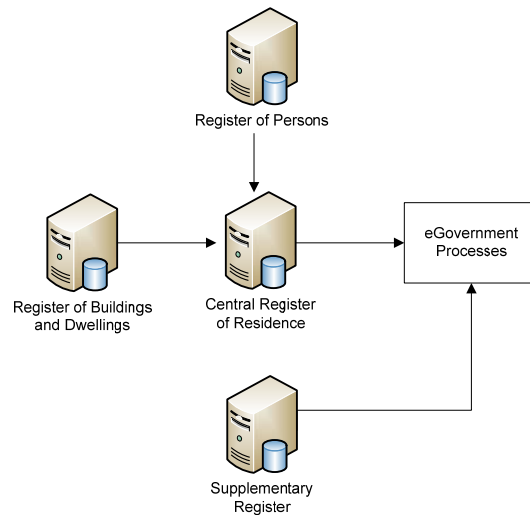 Register of Persons
eGovernment
Processes
Register of Buildings
and Dwellings
Central Register
of Residence
Supplementary
Register